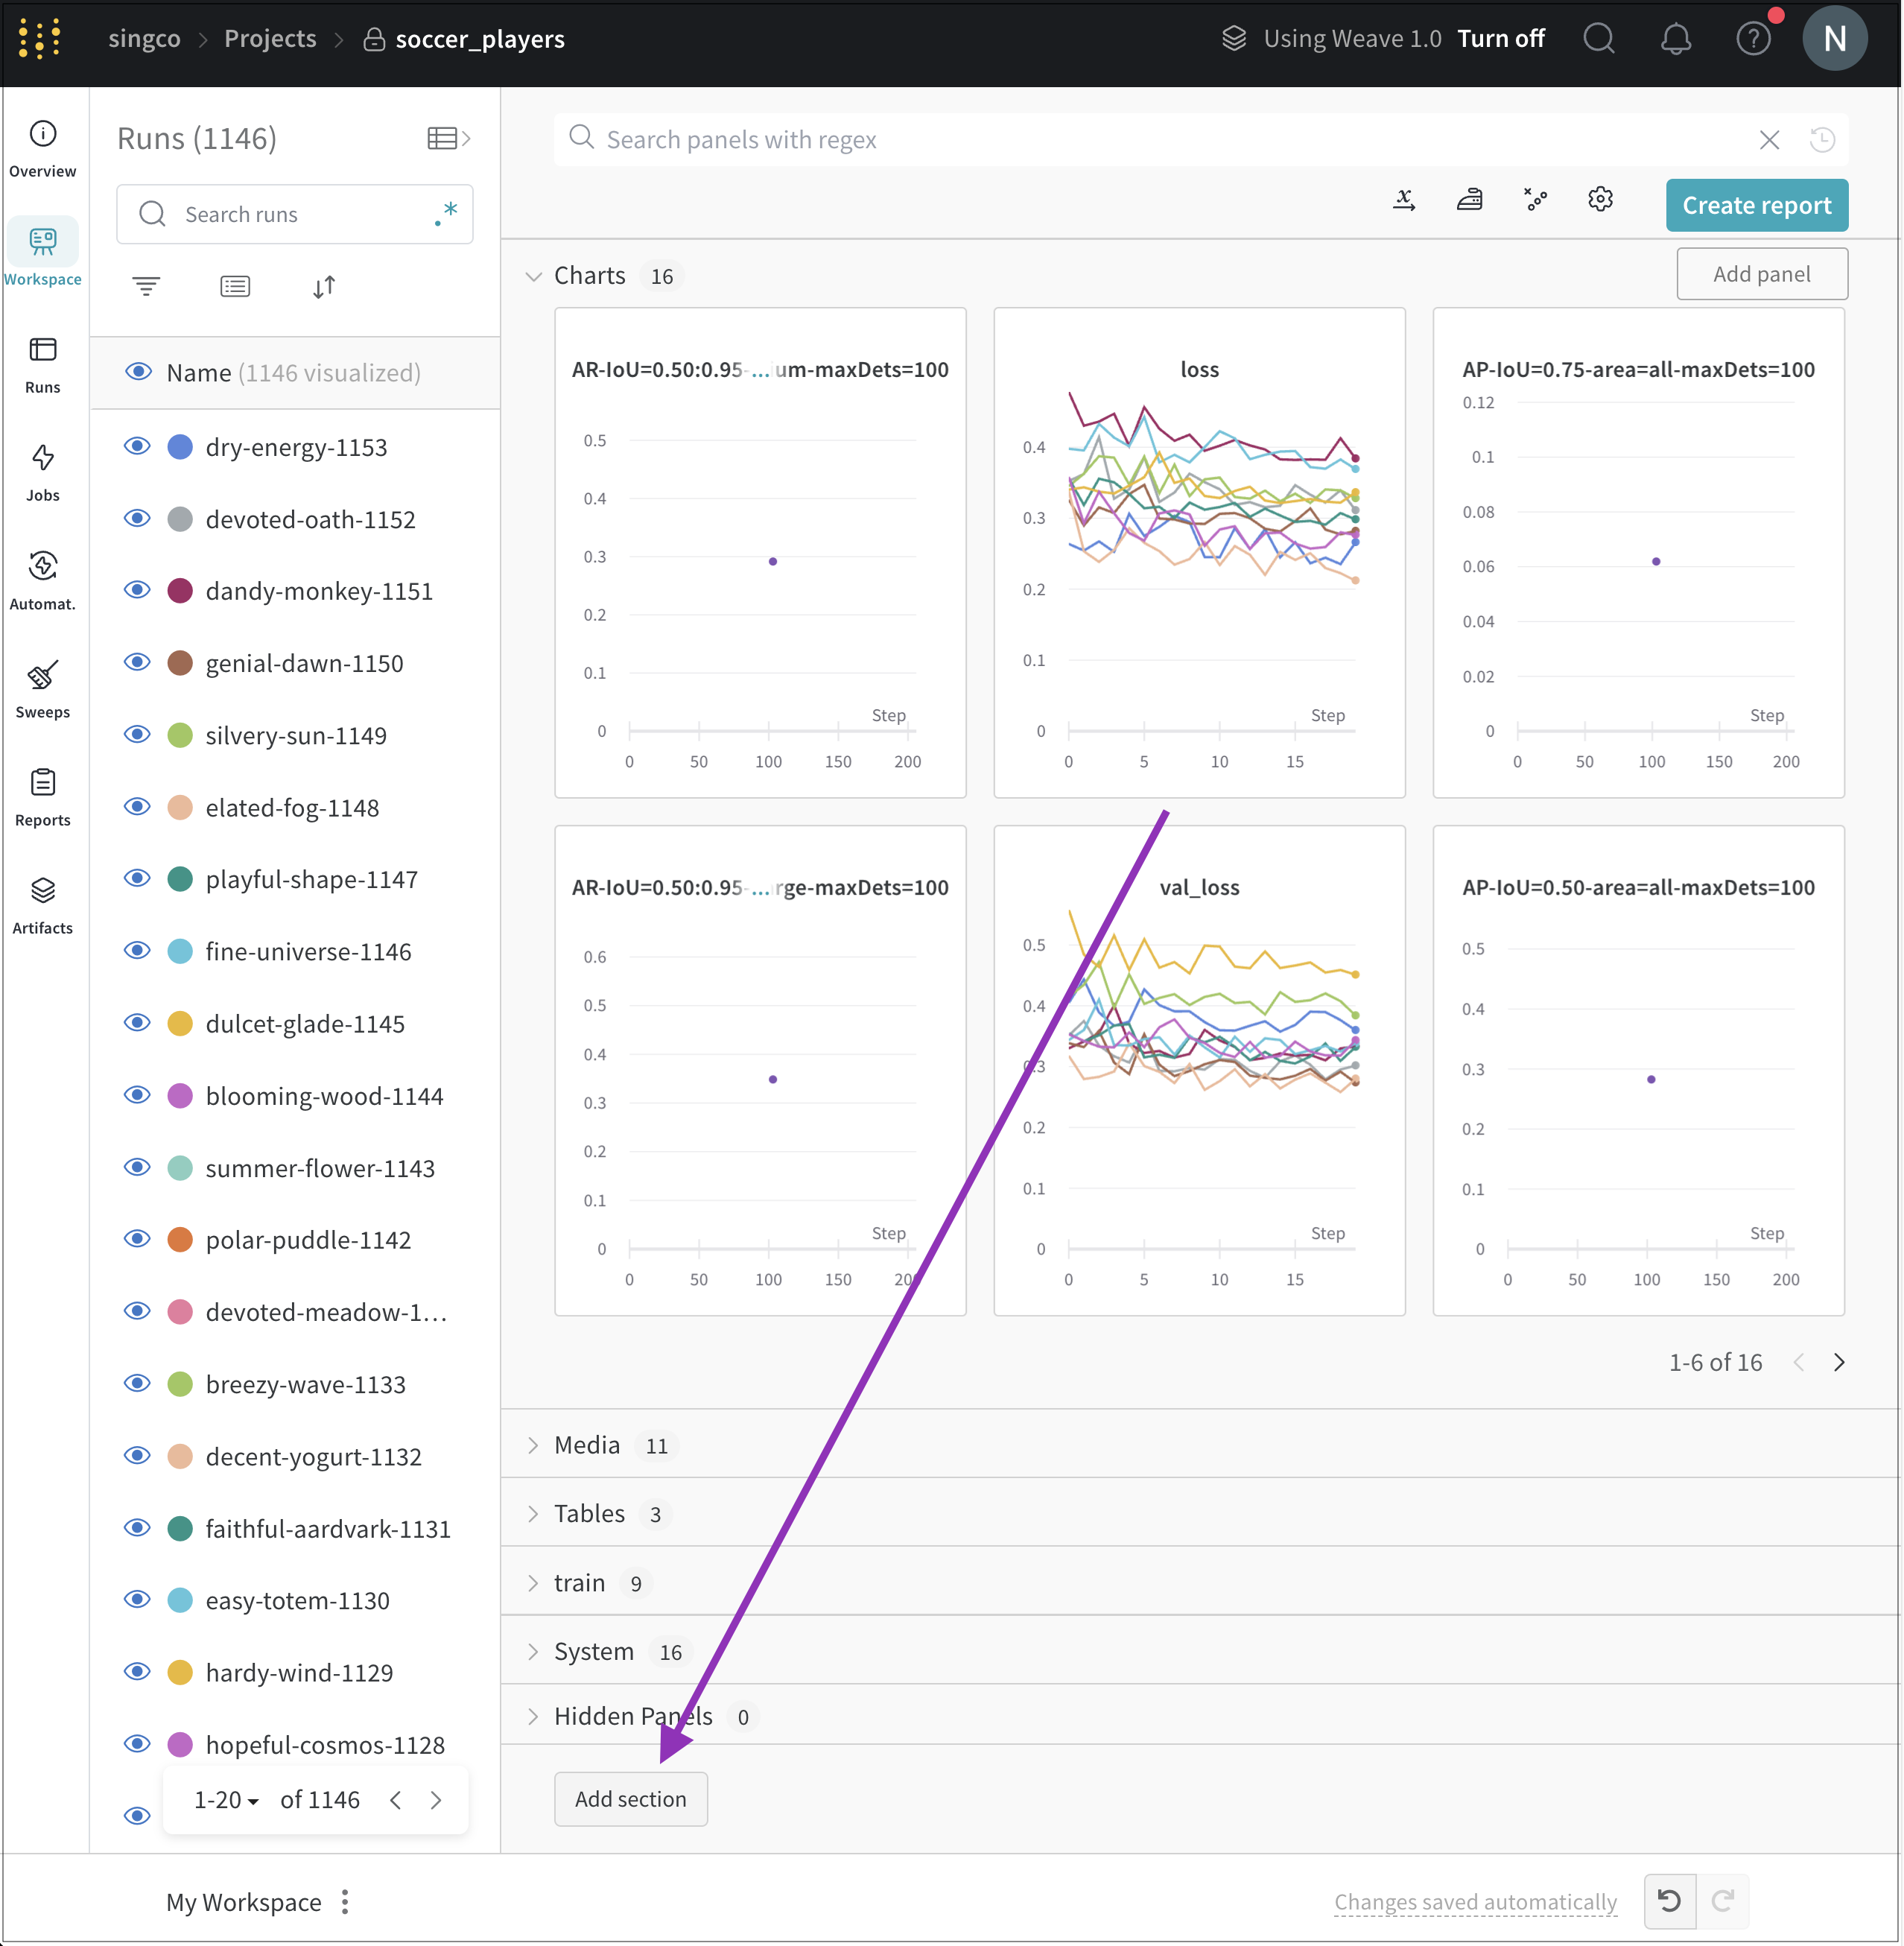 singco > Projects > soccer_players
Using Weave 1.0 Turn off
N
Overview
Workspace
Runs
Jobs
Automat.
Sweeps
Reports
Artifacts
Runs (1146)
Search runs
.*
Name (1146 visualized)
dry-energy-1153
devoted-oath-1152
dandy-monkey-1151
genial-dawn-1150
silvery-sun-1149
elated-fog-1148
playful-shape-1147
fine-universe-1146
dulcet-glade-1145
blooming-wood-1144
summer-flower-1143
polar-puddle-1142
devoted-meadow-1...
breezy-wave-1133
decent-yogurt-1132
faithful-aardvark-1131
easy-totem-1130
hardy-wind-1129
hopeful-cosmos-1128
1-20 of 1146
Search panels with regex
Create report
Charts 16
Add panel
AR-IoU=0.50:0.95-...um-maxDets=100
0.5
0.4
0.3
0.2
0.1
0
Step
0 50 100 150 200
loss
0.4
0.3
0.2
0.1
0
Step
0 5 10 15
AP-IoU=0.75-area=all-maxDets=100
0.12
0.1
0.08
0.06
0.04
0.02
0
Step
0 50 100 150 200
AR-IoU=0.50:0.95-...rge-maxDets=100
0.6
0.5
0.4
0.3
0.2
0.1
0
Step
0 50 100 150 200
val_loss
0.5
0.4
0.3
0.2
0.1
0
Step
0 5 10 15
AP-IoU=0.50-area=all-maxDets=100
0.5
0.4
0.3
0.2
0.1
0
Step
0 50 100 150 200
1-6 of 16
Media 11
Tables 3
train 9
System 16
Hidden Panels 0
Add section
My Workspace
Changes saved automatically